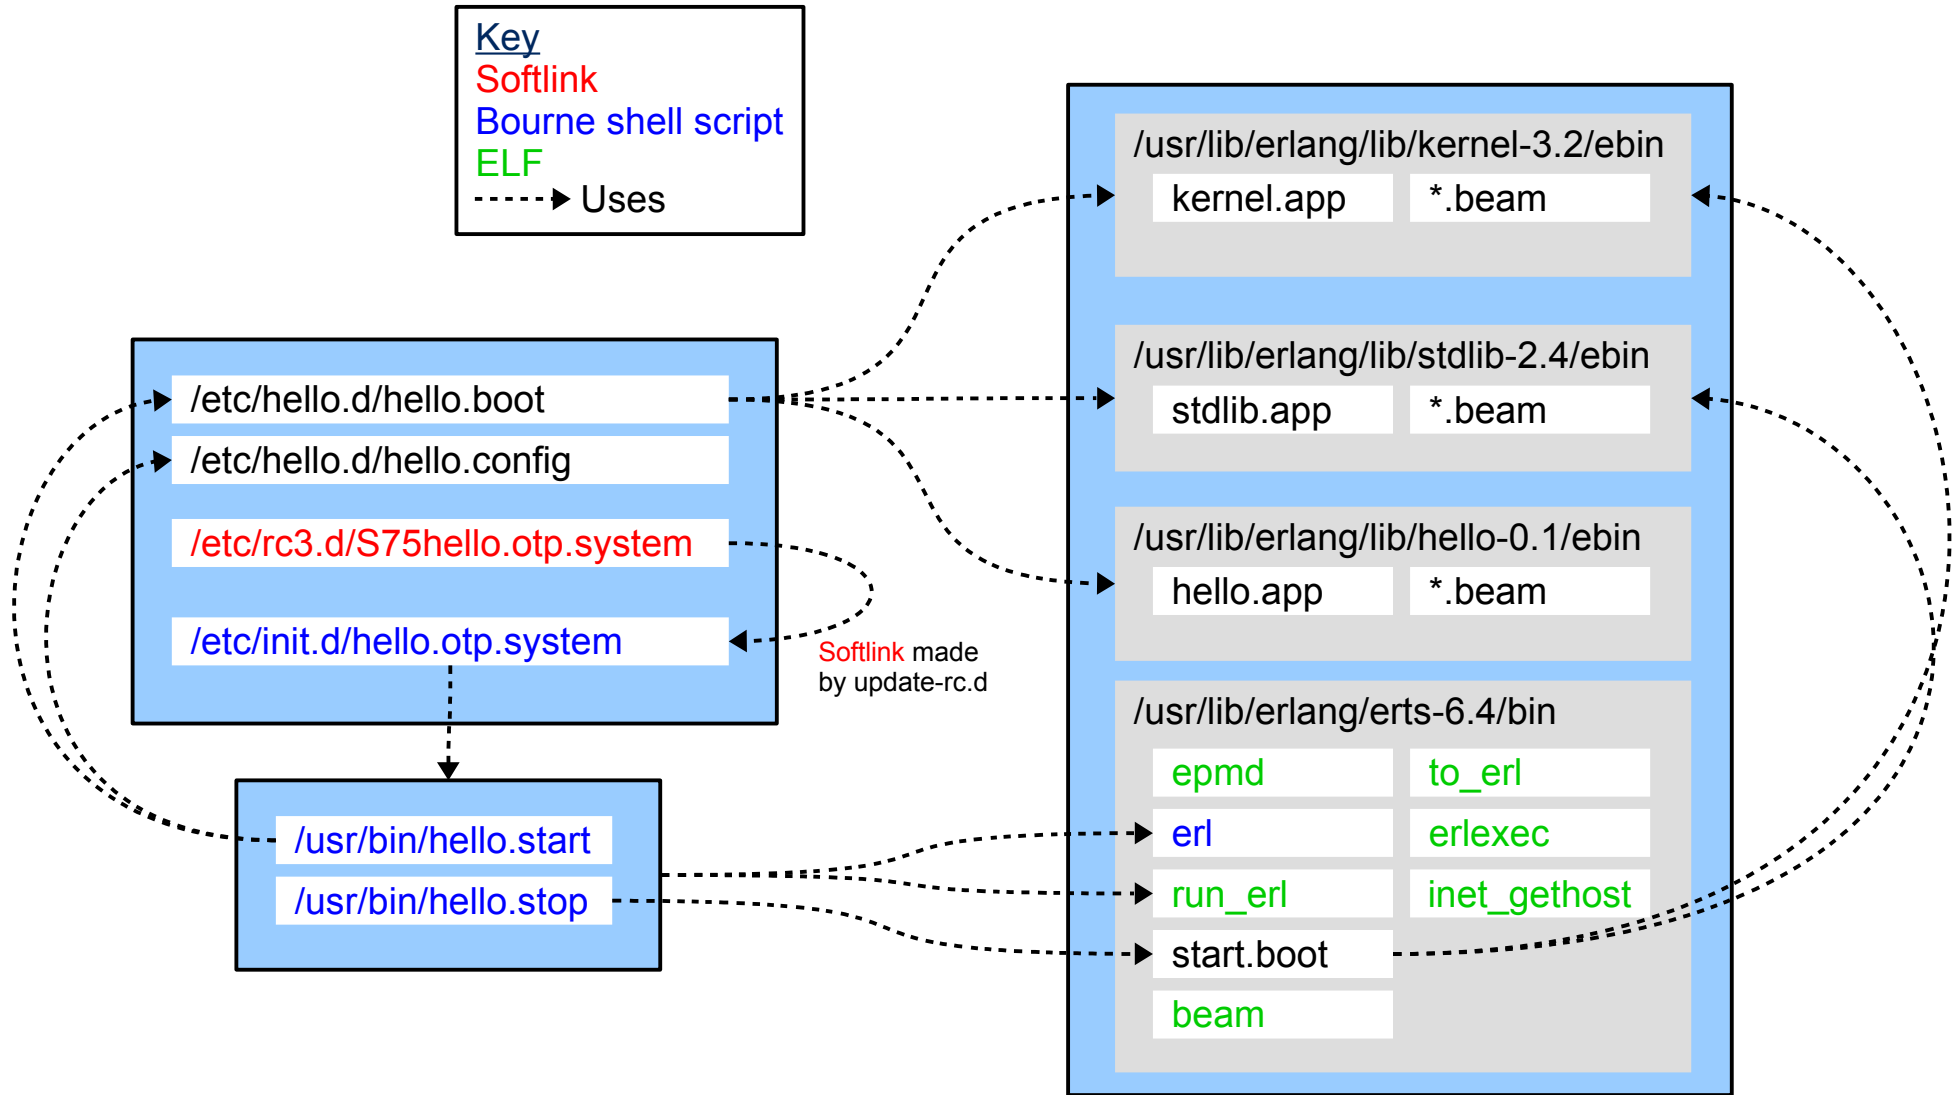 Key
Softlink
Bourne shell script
ELF
Uses
/etc/hello.d/hello.boot
/etc/hello.d/hello.config
/etc/rc3.d/S75hello.otp.system
/etc/init.d/hello.otp.system
Softlink made
by update-rc.d
/usr/bin/hello.start
/usr/bin/hello.stop
/usr/lib/erlang/lib/kernel-3.2/ebin
kernel.app *.beam
/usr/lib/erlang/lib/stdlib-2.4/ebin
stdlib.app *.beam
/usr/lib/erlang/lib/hello-0.1/ebin
hello.app *.beam
/usr/lib/erlang/erts-6.4/bin
epmd to_erl
erl erlexec
run_erl inet_gethost
start.boot
beam